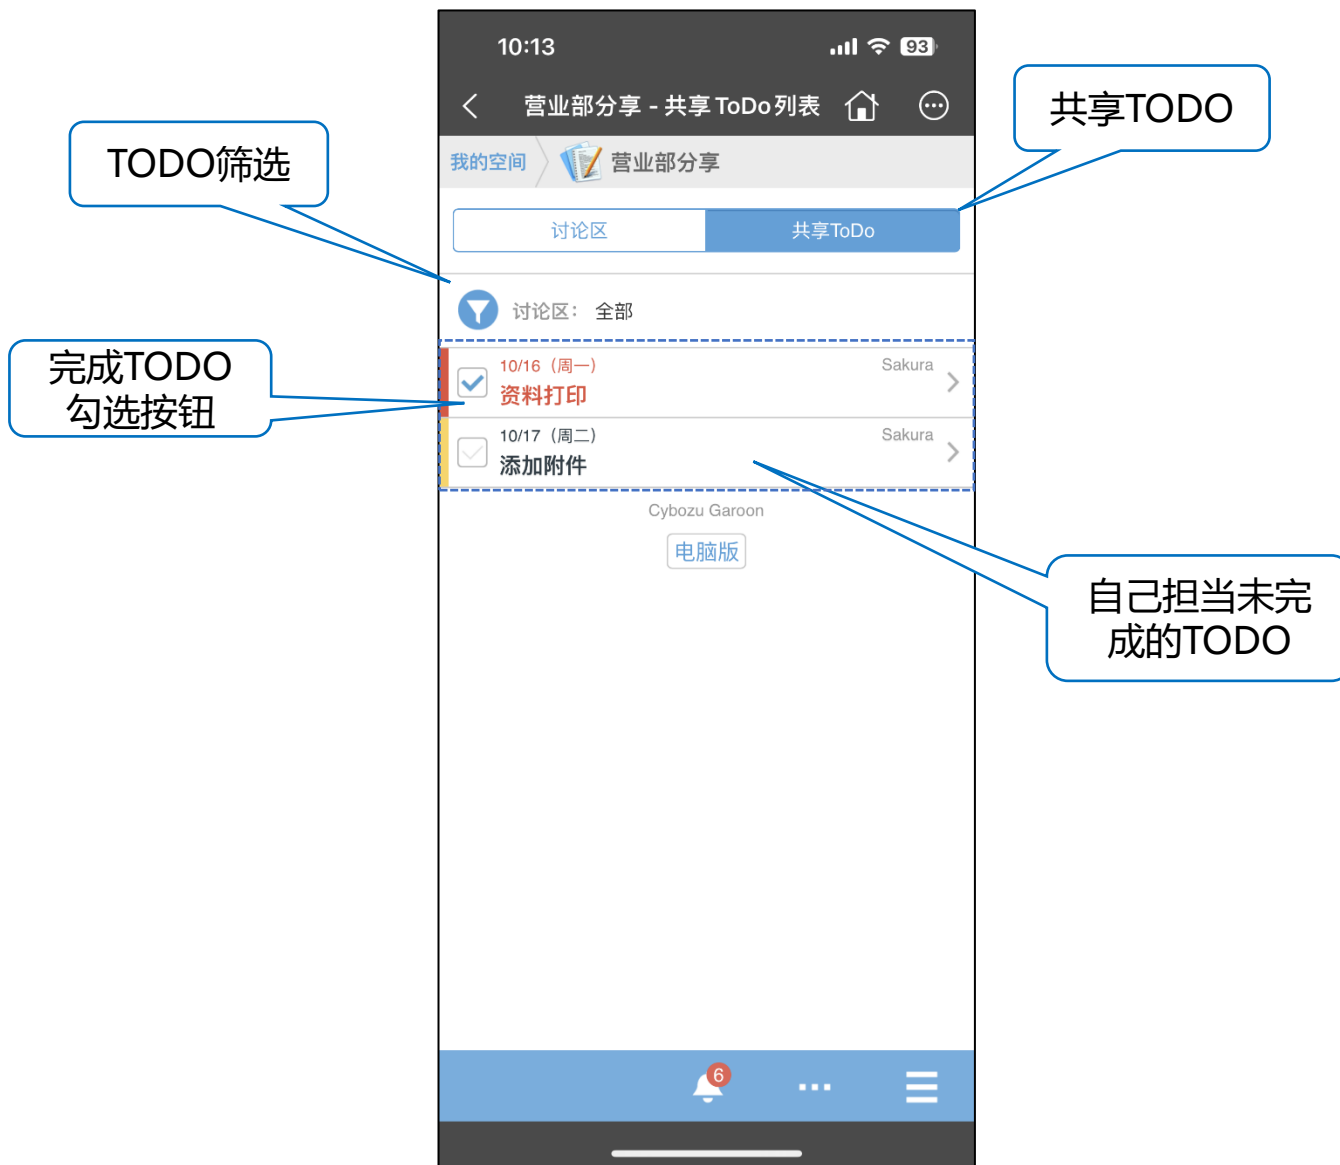 10:13
93
营业部分享 - 共享 ToDo 列表
共享TODO
TODO筛选
我的空间
营业部分享
讨论区
共享ToDo
讨论区：
全部
完成TODO
勾选按钮
10/16（周一）
Sakura
资料打印
10/17（周二）
Sakura
添加附件
Cybozu Garoon
电脑版
自己担当未完
成的TODO
6